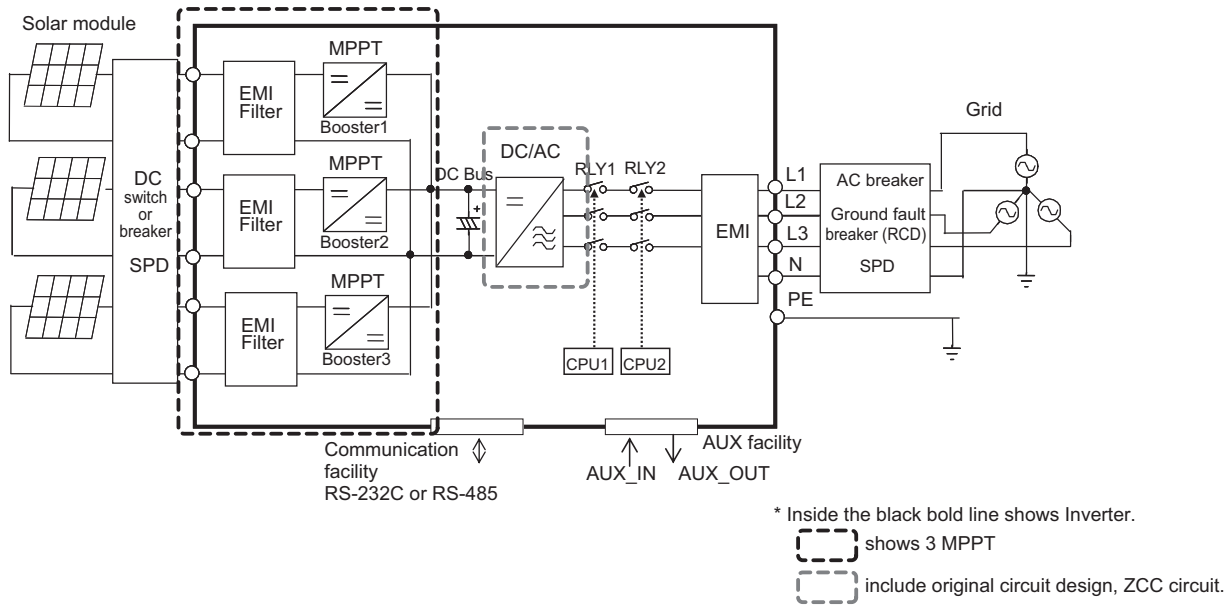 Solar module
DC
switch or
breaker
SPD
EMI
Filter
MPPT
Booster1
EMI
Filter
MPPT
Booster2
EMI
Filter
MPPT
Booster3
DC Bus
+
DC/AC
RLY1
RLY2
CPU1
CPU2
EMI
L1
L2
L3
N
PE
AC breaker
Ground fault
breaker (RCD)
SPD
Grid
Communication
facility
RS-232C or RS-485
AUX facility
AUX_IN
AUX_OUT
* Inside the black bold line shows Inverter.
shows 3 MPPT
include original circuit design, ZCC circuit.